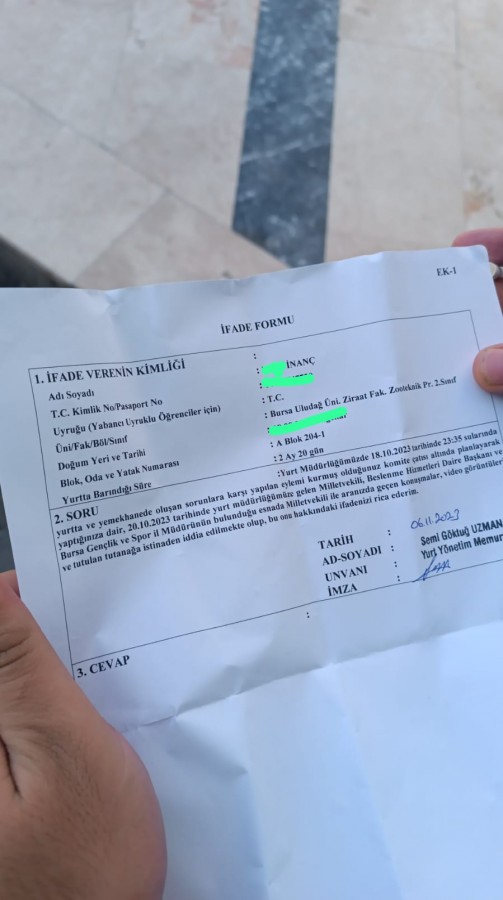 EK-1
İFADE FORMU
1. İFADE VERENİN KİMLİĞİ :
Adı Soyadı : İNANÇ
T.C. Kimlik No/Pasaport No :
Uyruğu (Yabancı Uyruklu Öğrenciler için) : T.C.
Üni/Fak/Böl/Sınıf : Bursa Uludağ Üni. Ziraat Fak. Zooteknik Pr. 2.Sınıf
Doğum Yeri ve Tarihi :
Blok, Oda ve Yatak Numarası : A Blok 204-1
Yurtta Barındığı Süre : 2 Ay 20 gün
2. SORU :Yurt Müdürlüğümüzde 18.10.2023 tarihinde 23:35 sularında
yurtta ve yemekhanede oluşan sorunlara karşı yapılan eylemi kurmuş olduğunuz komite çatısı altında planlayarak
yaptığınıza dair, 20.10.2023 tarihinde yurt müdürlüğümüze gelen Milletvekili, Beslenme Hizmetleri Daire Başkanı ve
Bursa Gençlik ve Spor il Müdürünün bulunduğu esnada Milletvekili ile aranızda geçen konuşmalar, video görüntüleri
ve tutulan tutanağa istinaden iddia edilmekte olup, bu konu hakkındaki ifadenizi rica ederim.
TARİH : 06.11.2023
AD-SOYADI : Semi Göktuğ UZMAN
UNVANI : Yurt Yönetim Memuru
İMZA :
3. CEVAP :